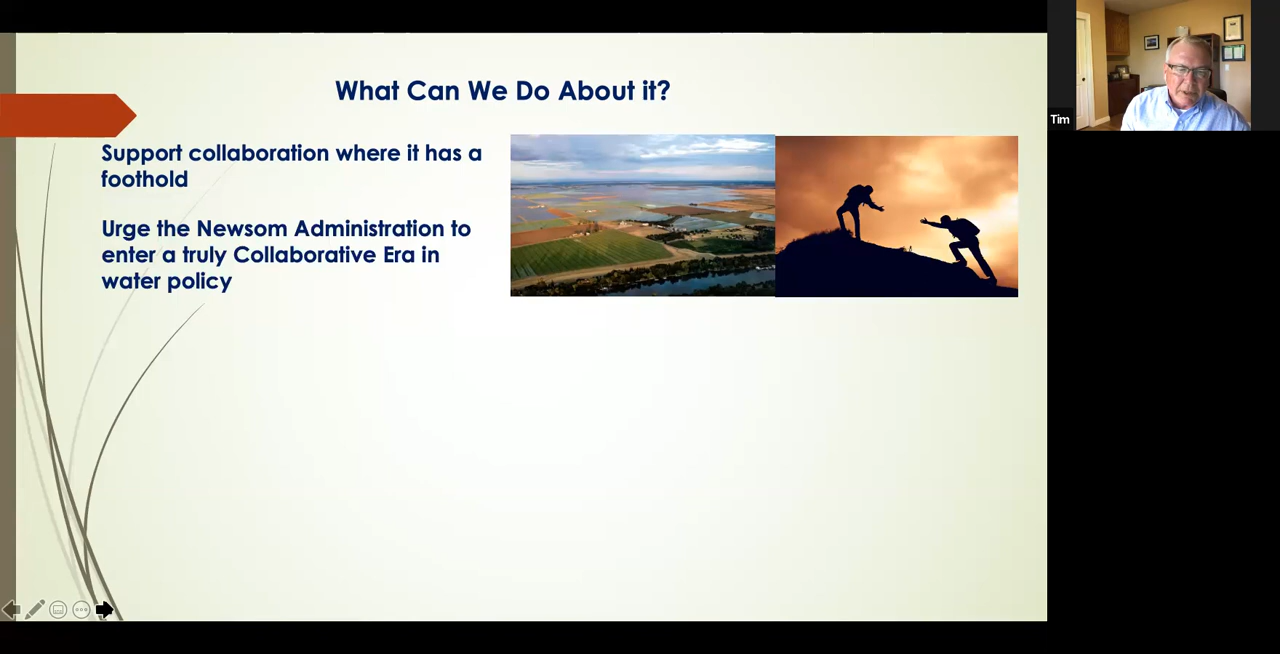 What Can We Do About it?
Support collaboration where it has a
foothold
Urge the Newsom Administration to
enter a truly Collaborative Era in
water policy
Tim